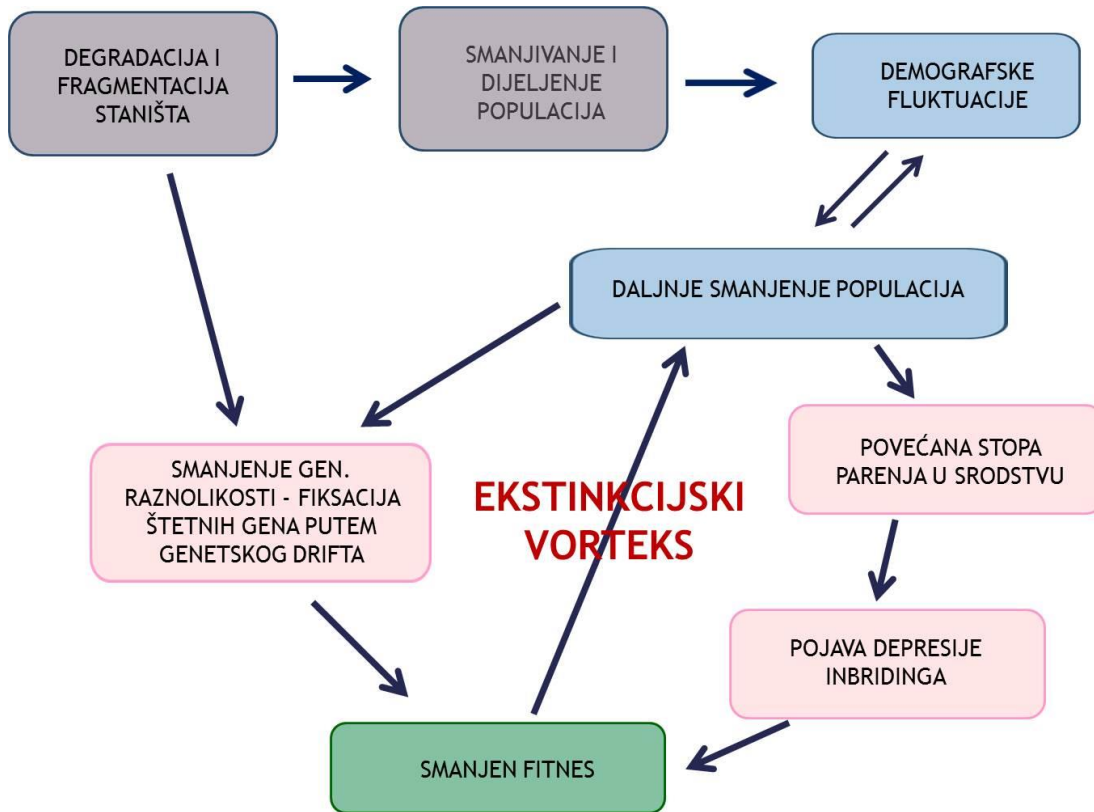 DEGRADACIJA I
FRAGMENTACIJA
STANIŠTA
SMANJIVANJE I
DIJELJENJE
POPULACIJA
DEMOGRAFSKE
FLUKTUACIJE
DALJNJE SMANJENJE POPULACIJA
SMANJENJE GEN.
RAZNOLIKOSTI - FIKSACIJA
ŠTETNIH GENA PUTEM
GENETSKOG DRIFTA
EKSTINKCIJSKI
VORTEKS
POVEĆANA STOPA
PARENJA U SRODSTVU
POJAVA DEPRESIJE
INBRIDINGA
SMANJEN FITNES